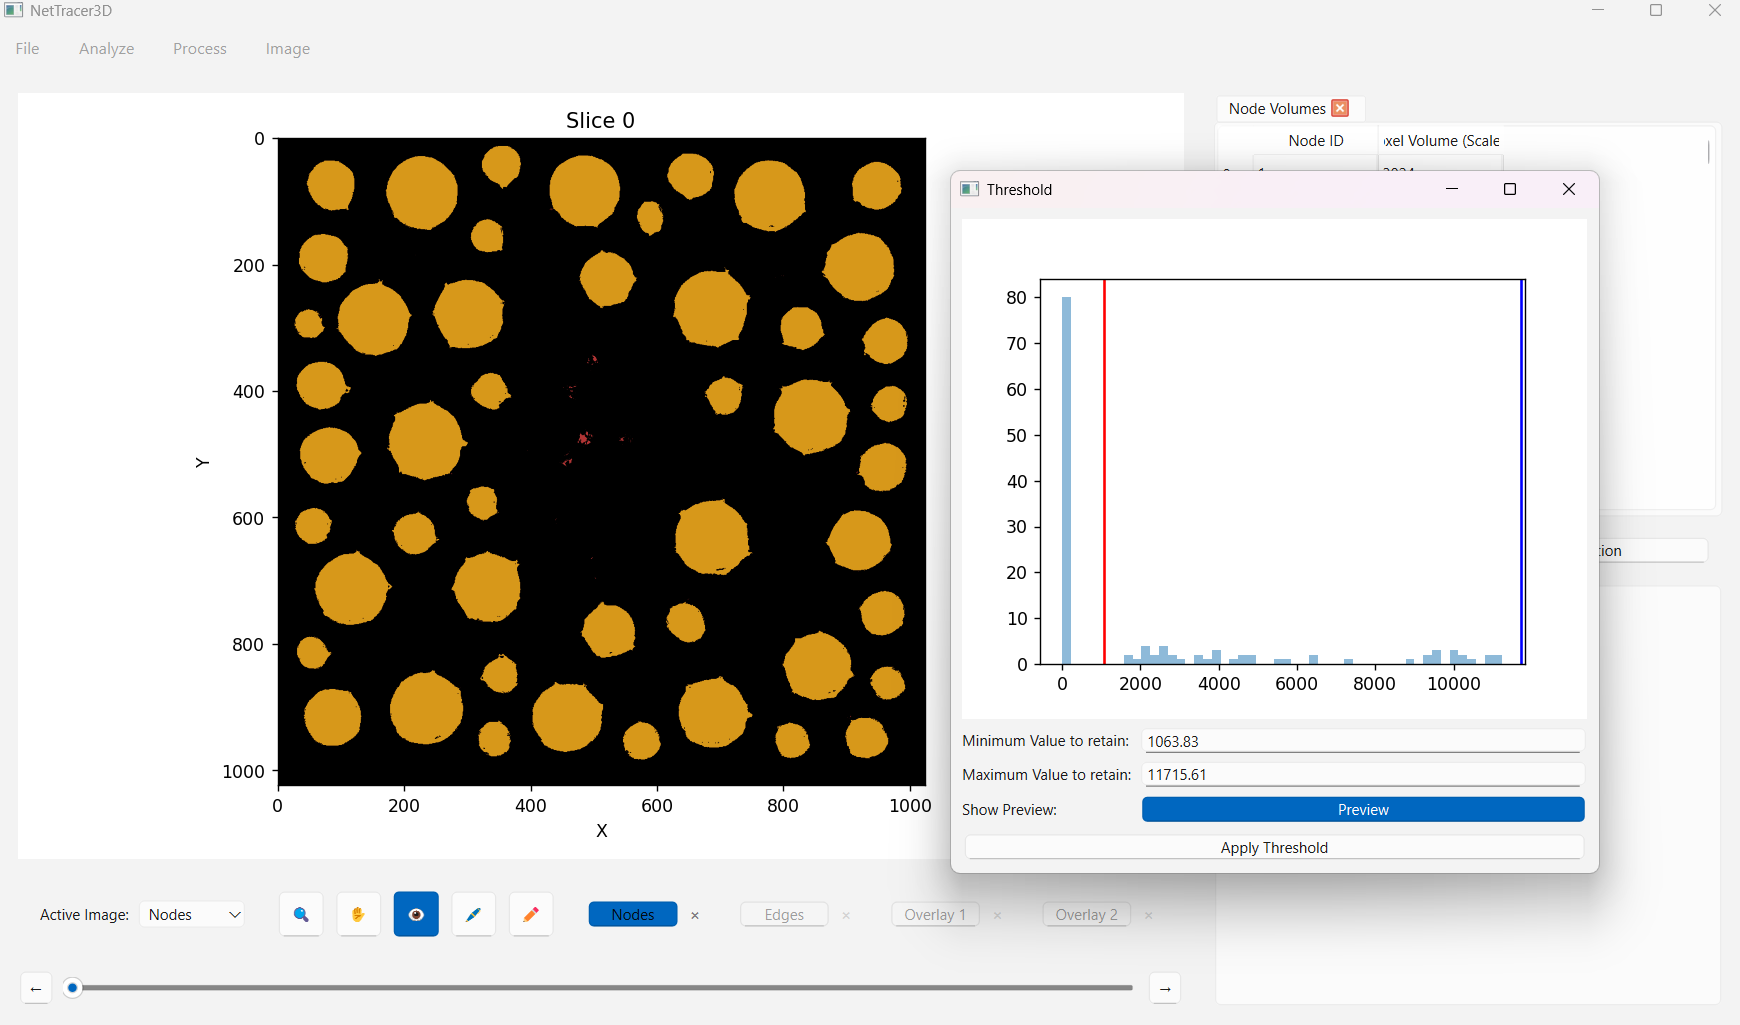 NetTracer3D
File Analyze Process Image
Slice 0
0
200
400
600
800
1000
Y
0 200 400 600 800 1000
X
Node Volumes
Node ID
xel Volume (Scale
Threshold
80
70
60
50
40
30
20
10
0
0 2000 4000 6000 8000 10000
Minimum Value to retain: 1063.83
Maximum Value to retain: 11715.61
Show Preview: Preview
Apply Threshold
tion
Active Image: Nodes
Nodes × Edges × Overlay 1 × Overlay 2 ×
← →